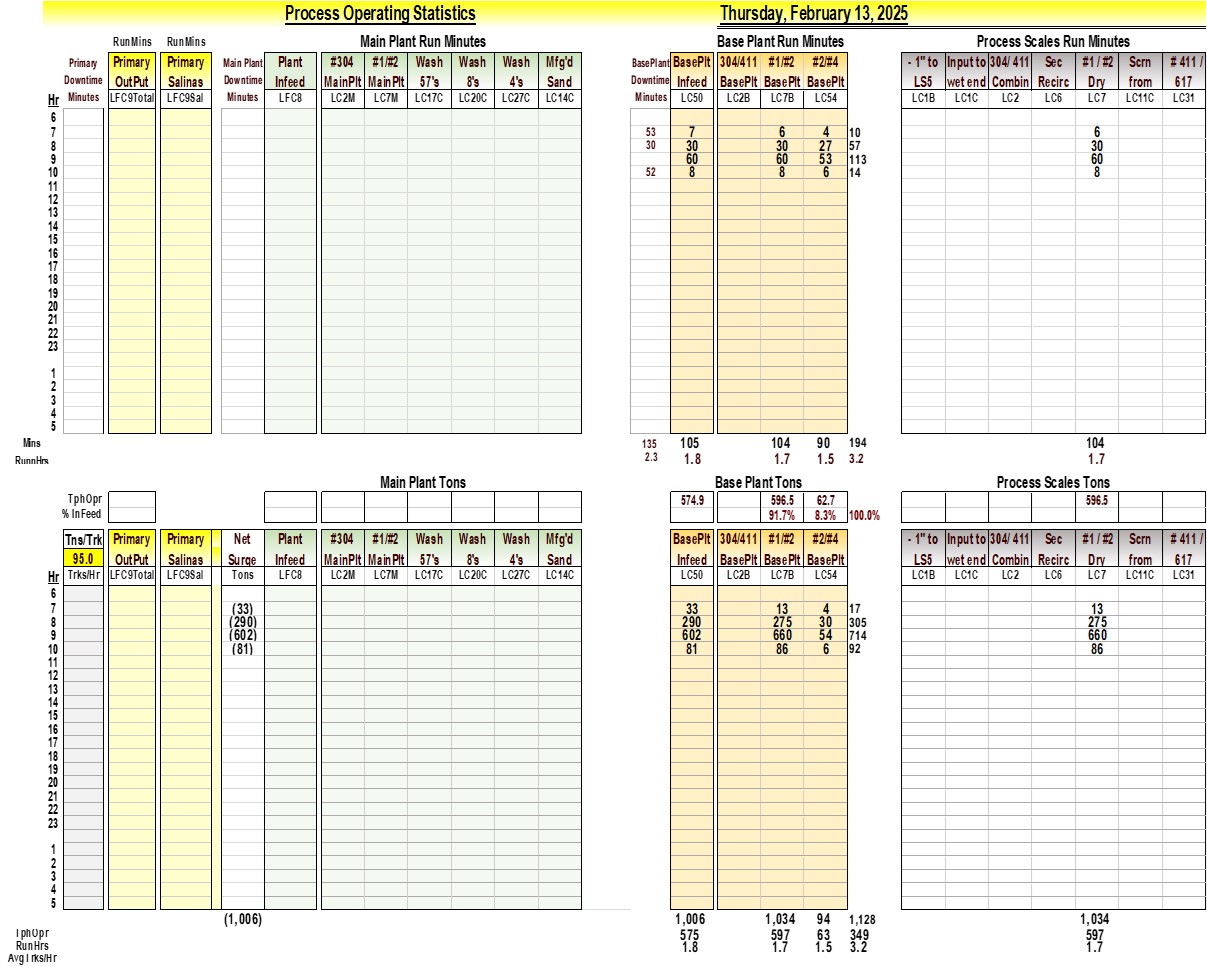 Process Operating Statistics Thursday, February 13, 2025
RunMins RunMins Main Plant Run Minutes Base Plant Run Minutes Process Scales Run Minutes
Primary Primary Primary Main Plant Plant #304 #1/#2 Wash Wash Wash Mfg'd BasePlant BasePlt 304/411 #1/#2 #2/#4 - 1" to Input to 304/ 411 Sec #1 / #2 Scrn # 411 /
Downtime OutPut Salinas Downtime Infeed MainPlt MainPlt 57's 8's 4's Sand Downtime Infeed BasePlt BasePlt BasePlt LS5 wet end Combin Recirc Dry from 617
Hr Minutes LFC9Total LFC9Sal Minutes LFC8 LC2M LC7M LC17C LC20C LC27C LC14C Minutes LC50 LC2B LC7B LC54 LC1B LC1C LC2 LC6 LC7 LC11C LC31
6
7 53 7 6 4 10 6
8 30 30 30 27 57 30
9 60 60 53 113 60
10 52 8 8 6 14 8
11
12
13
14
15
16
17
18
19
20
21
22
23
1
2
3
4
5
Mins 135 105 104 90 194 104
RunnHrs 2.3 1.8 1.7 1.5 3.2 1.7
Main Plant Tons Base Plant Tons Process Scales Tons
TphOpr 574.9 596.5 62.7 596.5
% InFeed 91.7% 8.3% 100.0%
Tns/Trk Primary Primary Net Plant #304 #1/#2 Wash Wash Wash Mfg'd BasePlt 304/411 #1/#2 #2/#4 - 1" to Input to 304/ 411 Sec #1 / #2 Scrn # 411 /
95.0 OutPut Salinas Surge Infeed MainPlt MainPlt 57's 8's 4's Sand Infeed BasePlt BasePlt BasePlt LS5 wet end Combin Recirc Dry from 617
Hr Trks/Hr LFC9Total LFC9Sal Tons LFC8 LC2M LC7M LC17C LC20C LC27C LC14C LC50 LC2B LC7B LC54 LC1B LC1C LC2 LC6 LC7 LC11C LC31
6
7 (33) 33 13 4 17 13
8 (290) 290 275 30 305 275
9 (602) 602 660 54 714 660
10 (81) 81 86 6 92 86
11
12
13
14
15
16
17
18
19
20
21
22
23
1
2
3
4
5
(1,006) 1,006 1,034 94 1,128 1,034
TphOpr 575 597 63 349 597
RunHrs 1.8 1.7 1.5 3.2 1.7
AvgTrks/Hr